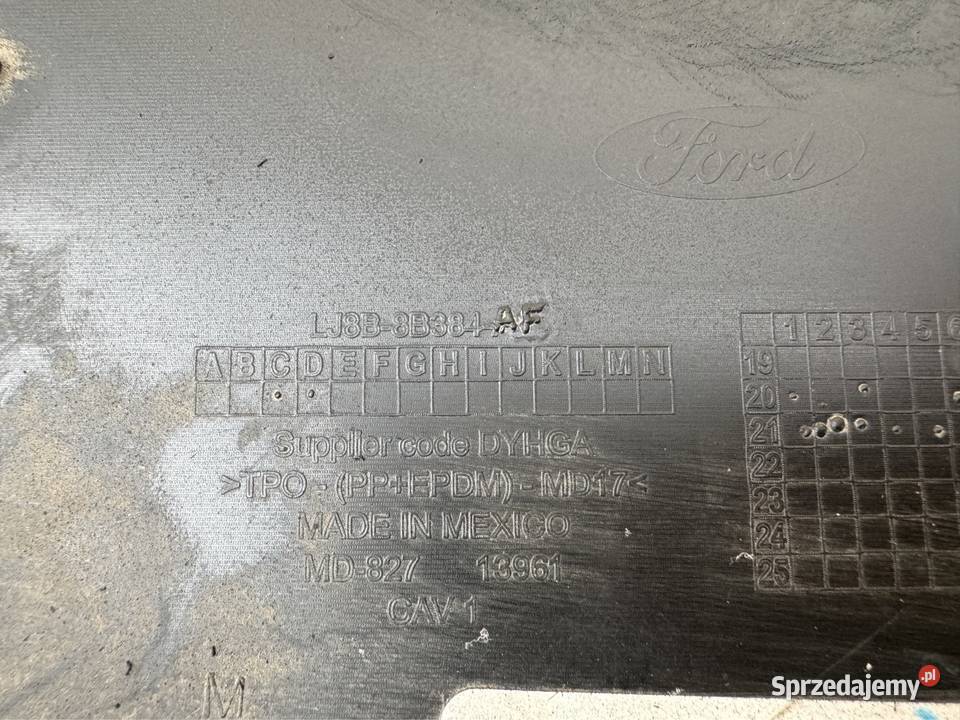 Ford
LJ8B-8B384-AF
A B C D E F G H I J K L M N
Supplier code DYHGA
>TPO - (PP+EPDM) - MD17<
MADE IN MEXICO
MD-827 13961
CAV 1
M
1 2 3 4 5 6
19
20
21
22
23
24
25
Sprzedajemy.pl